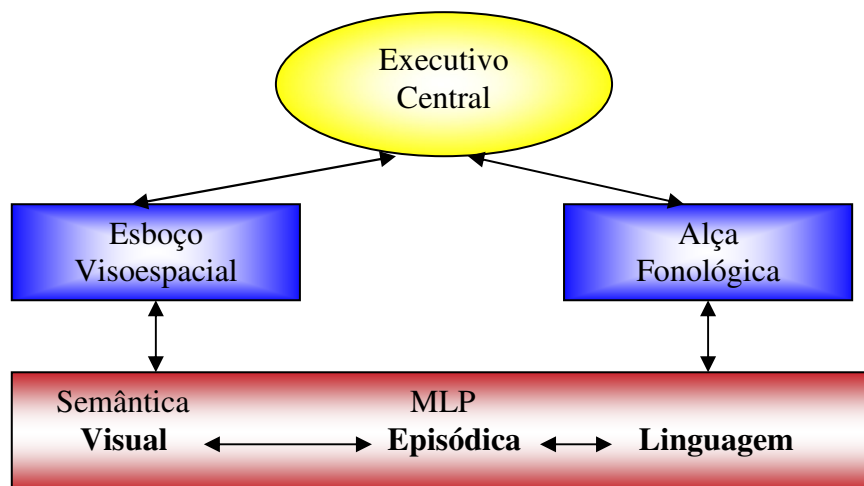 Executivo
Central
Esboço
Visoespacial
Alça
Fonológica
Semântica MLP
Visual Episódica Linguagem